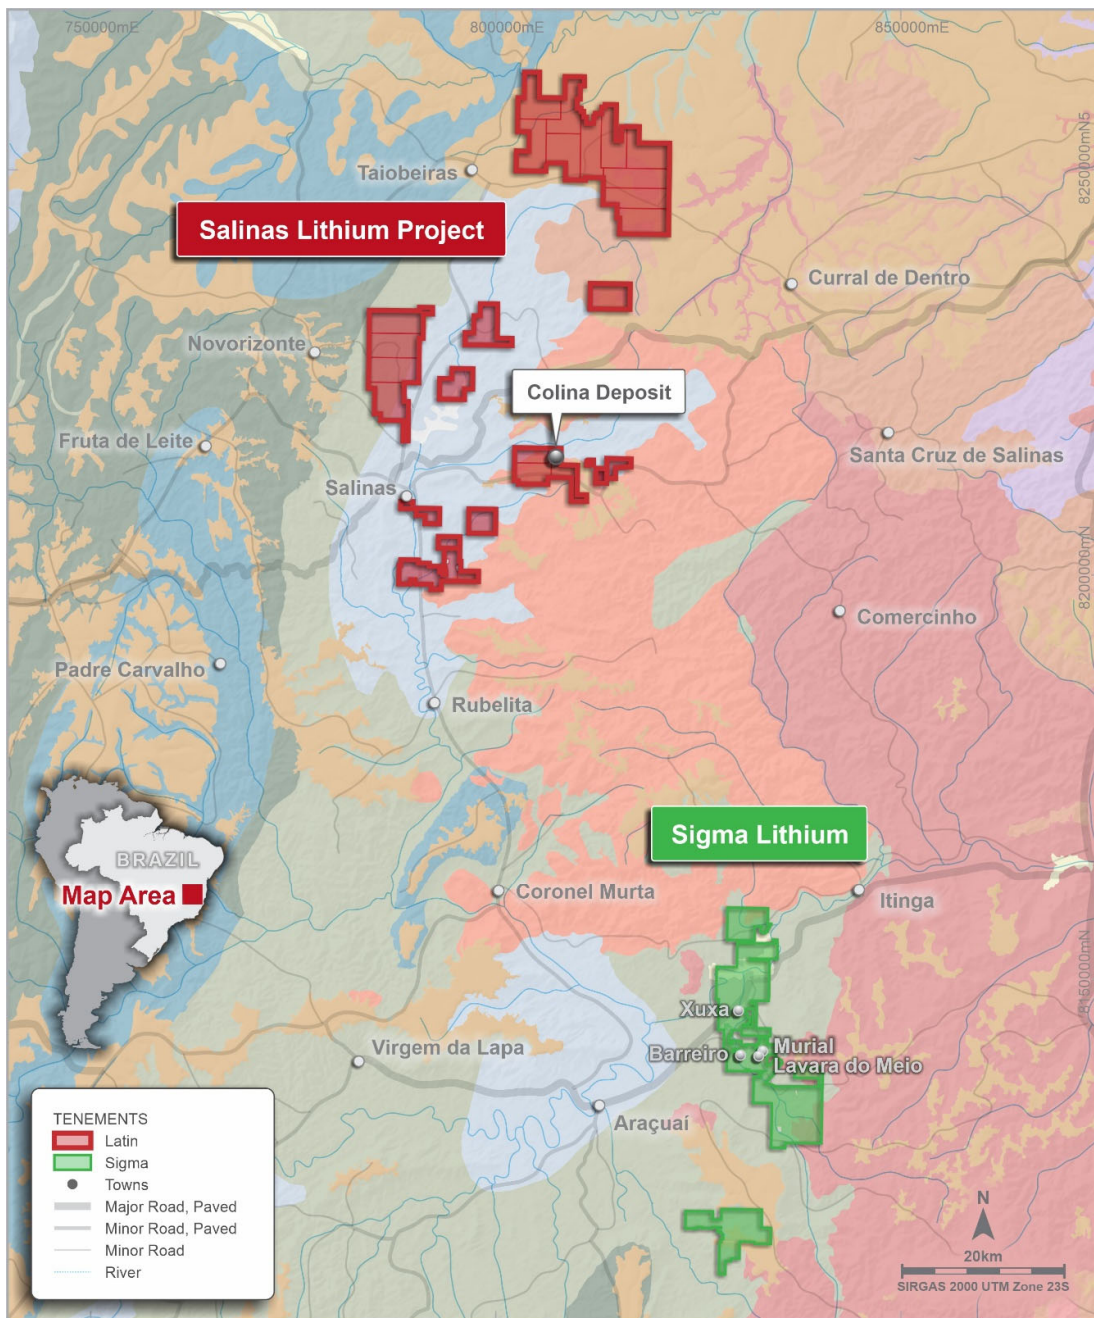 750000mE
800000mE
850000mE
8250000mN5
Taiobeiras
Salinas Lithium Project
Curral de Dentro
Novorizonte
Colina Deposit
Fruta de Leite
Santa Cruz de Salinas
Salinas
8200000mN
Comercinho
Padre Carvalho
Rubelita
Sigma Lithium
BRAZIL
Map Area
Coronel Murta
Itinga
8150000mN
Xuxa
Murial
Barreiro
Lavara do Meio
Virgem da Lapa
Araçuaí
TENEMENTS
Latin
Sigma
Towns
Major Road, Paved
Minor Road, Paved
Minor Road
River
N
20km
SIRGAS 2000 UTM Zone 23S